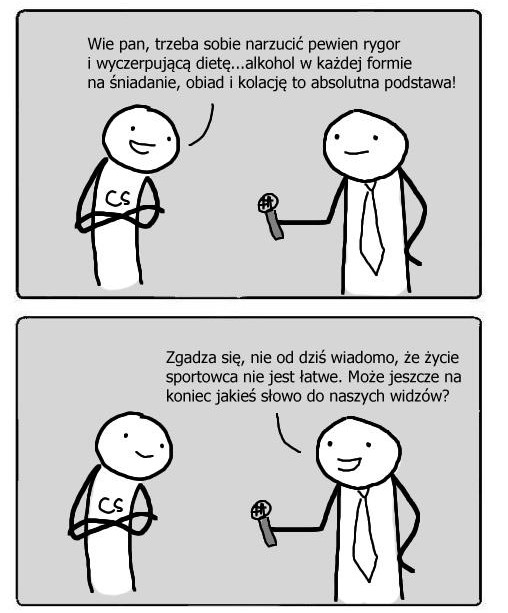 Wie pan, trzeba sobie narzucić pewien rygor
i wyczerpującą dietę...alkohol w każdej formie
na śniadanie, obiad i kolację to absolutna podstawa!
CS
#
Zgadza się, nie od dziś wiadomo, że życie
sportowca nie jest łatwe. Może jeszcze na
koniec jakieś słowo do naszych widzów?
CS
#